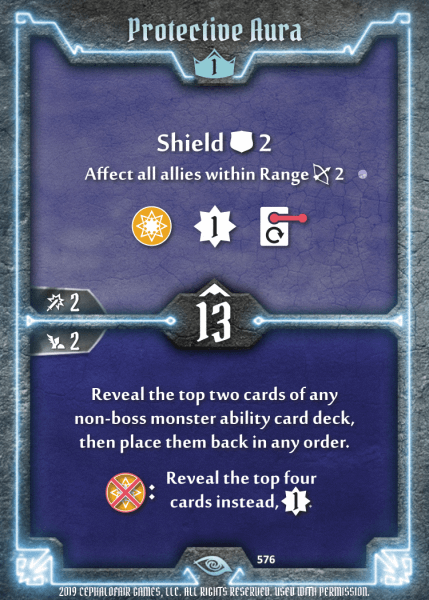 Protective Aura
1
Shield 2
Affect all allies within Range 2
1
2
13
2
Reveal the top two cards of any
non-boss monster ability card deck,
then place them back in any order.
: Reveal the top four
cards instead, 1.
576
2019 CEPHALOFAIR GAMES, LLC. ALL RIGHTS RESERVED. USED WITH PERMISSION.